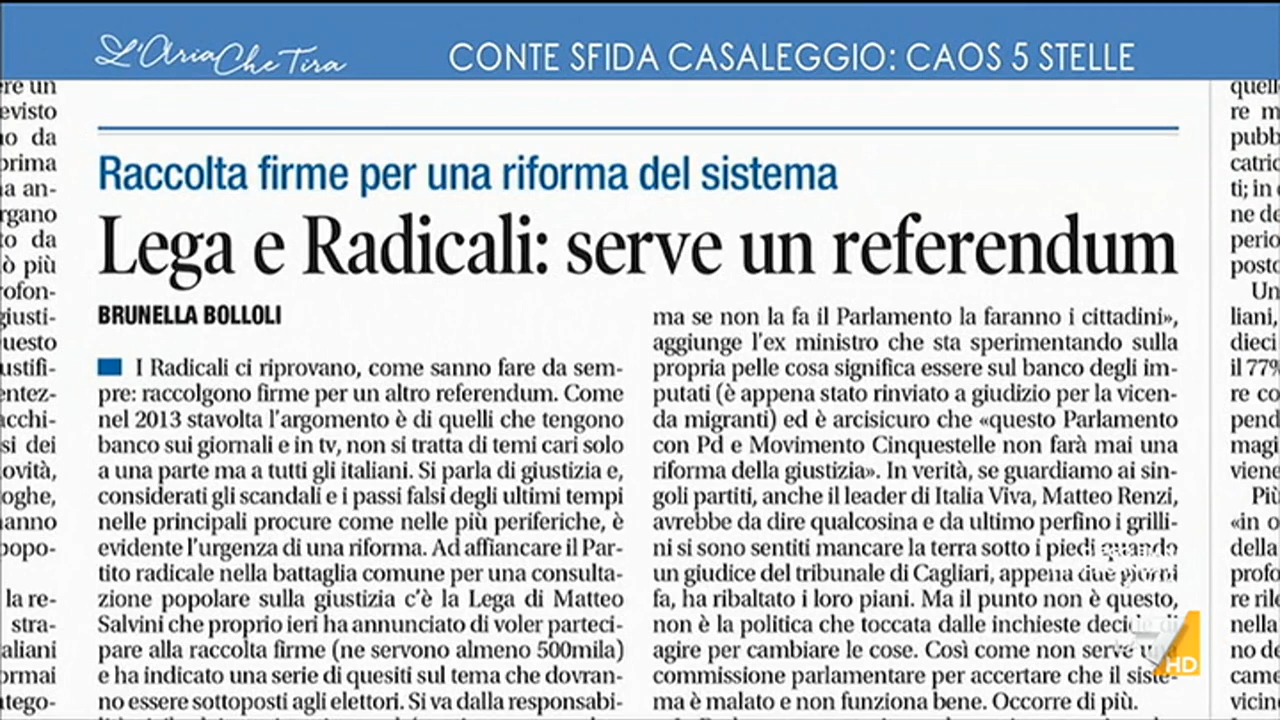 L'Aria Che Tira
CONTE SFIDA CASALEGGIO: CAOS 5 STELLE
Raccolta firme per una riforma del sistema
Lega e Radicali: serve un referendum
BRUNELLA BOLLOLI
I Radicali ci riprovano, come sanno fare da sem-
pre: raccolgono firme per un altro referendum. Come
nel 2013 stavolta l'argomento è di quelli che tengono
banco sui giornali e in tv, non si tratta di temi cari solo
a una parte ma a tutti gli italiani. Si parla di giustizia e,
considerati gli scandali e i passi falsi degli ultimi tempi
nelle principali procure come nelle più periferiche, è
evidente l'urgenza di una riforma. Ad affiancare il Par-
tito radicale nella battaglia comune per una consulta-
zione popolare sulla giustizia c'è la Lega di Matteo
Salvini che proprio ieri ha annunciato di voler parteci-
pare alla raccolta firme (ne servono almeno 500mila)
e ha indicato una serie di quesiti sul tema che dovran-
no essere sottoposti agli elettori. Si va dalla responsabi-
ma se non la fa il Parlamento la faranno i cittadini»,
aggiunge l'ex ministro che sta sperimentando sulla
propria pelle cosa significa essere sul banco degli im-
putati (è appena stato rinviato a giudizio per la vicen-
da migranti) ed è arcisicuro che «questo Parlamento
con Pd e Movimento Cinquestelle non farà mai una
riforma della giustizia». In verità, se guardiamo ai sin-
goli partiti, anche il leader di Italia Viva, Matteo Renzi,
avrebbe da dire qualcosina e da ultimo perfino i grilli-
ni si sono sentiti mancare la terra sotto i piedi quando
un giudice del tribunale di Cagliari, appena due giorni
fa, ha ribaltato i loro piani. Ma il punto non è questo,
non è la politica che toccata dalle inchieste decide di
agire per cambiare le cose. Così come non serve una
commissione parlamentare per accertare che il siste-
ma è malato e non funziona bene. Occorre di più.
7 HD